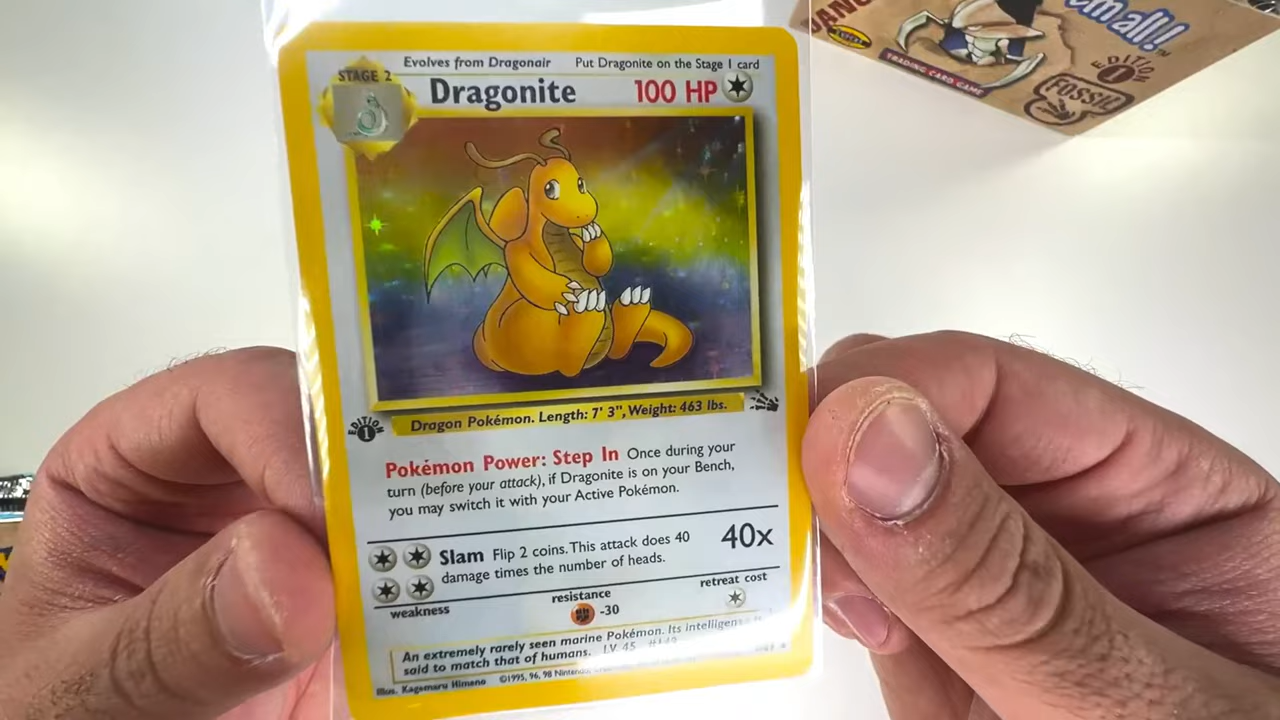 Evolves from Dragonair Put Dragonite on the Stage 1 card
STAGE 2
Dragonite 100 HP
EDITION
1
Dragon Pokémon. Length: 7' 3", Weight: 463 lbs.
Pokémon Power: Step In Once during your
turn (before your attack), if Dragonite is on your Bench,
you may switch it with your Active Pokémon.
Slam Flip 2 coins. This attack does 40
damage times the number of heads.
40x
weakness resistance retreat cost
-30
An extremely rarely seen marine Pokémon. Its
said to match that of humans. LV. 45
Illus. Kagemaru Himeno ©1995, 96, 98 Nintendo,
'em all!
TRADING CARD GAME
EDITION
1
FOSSIL